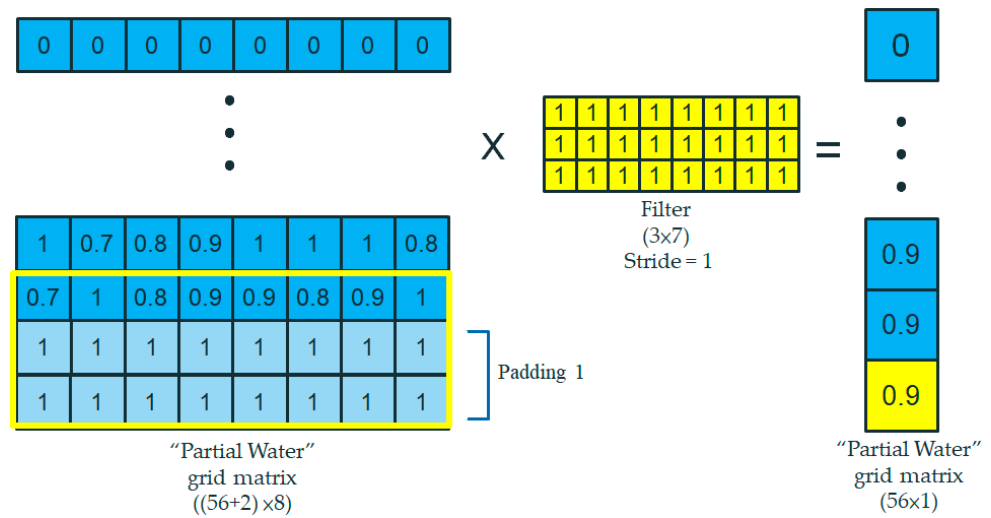 0 0 0 0 0 0 0 0
0
X
1 1 1 1 1 1 1 1
1 1 1 1 1 1 1 1
1 1 1 1 1 1 1 1
=
Filter
(3x7)
Stride = 1
1 0.7 0.8 0.9 1 1 1 0.8
0.7 1 0.8 0.9 0.9 0.8 0.9 1
1 1 1 1 1 1 1 1
1 1 1 1 1 1 1 1
Padding 1
0.9
0.9
0.9
“Partial Water”
grid matrix
((56+2) x8)
“Partial Water”
grid matrix
(56x1)